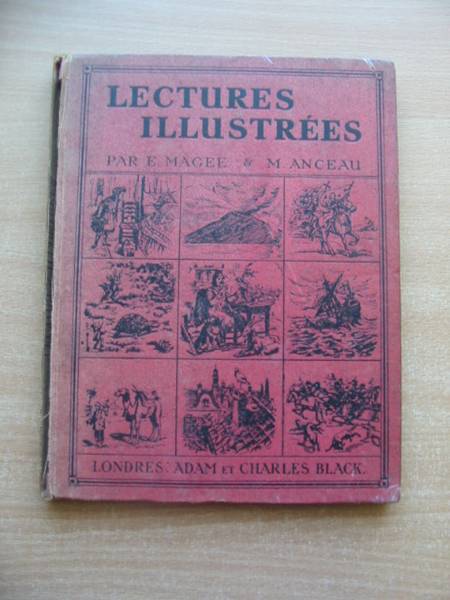 LECTURES
ILLUSTRÉES
PAR E. MAGEE & M. ANCEAU
LONDRES: ADAM ET CHARLES BLACK.